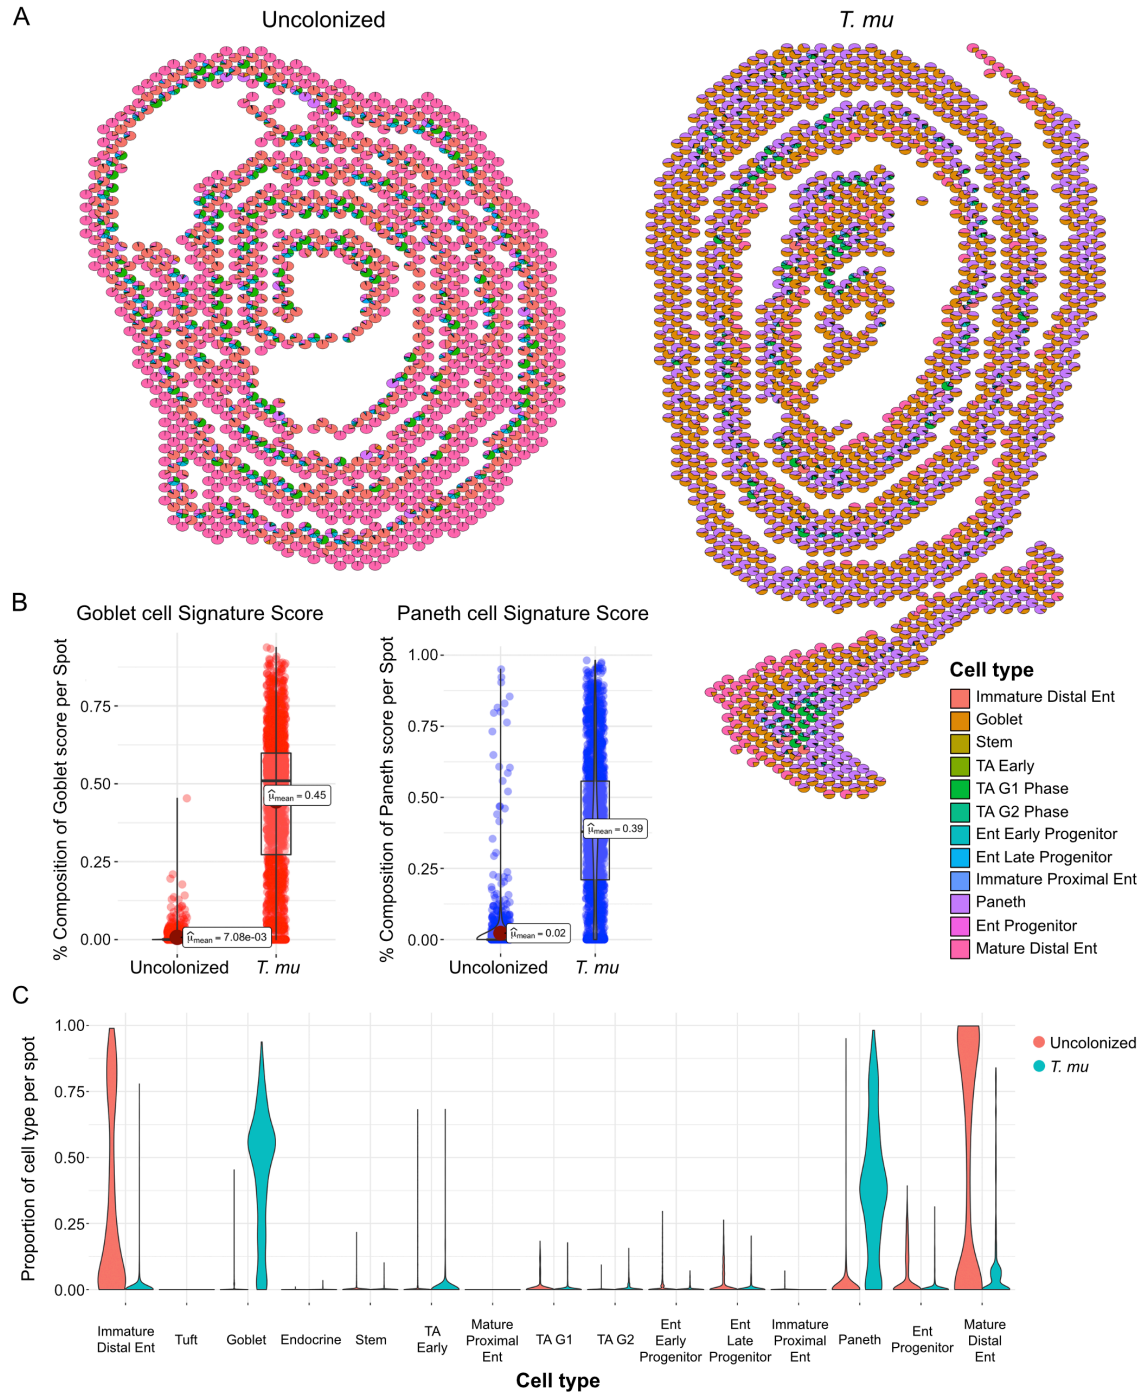 A
Uncolonized
T. mu
B
Goblet cell Signature Score
Paneth cell Signature Score
% Composition of Goblet score per Spot
0.75
0.50
0.25
0.00
μ̂mean = 7.08e-03
μ̂mean = 0.45
Uncolonized
T. mu
% Composition of Paneth score per Spot
1.00
0.75
0.50
0.25
0.00
μ̂mean = 0.02
μ̂mean = 0.39
Uncolonized
T. mu
Cell type
Immature Distal Ent
Goblet
Stem
TA Early
TA G1 Phase
TA G2 Phase
Ent Early Progenitor
Ent Late Progenitor
Immature Proximal Ent
Paneth
Ent Progenitor
Mature Distal Ent
C
Proportion of cell type per spot
1.00
0.75
0.50
0.25
0.00
Immature
Distal Ent
Tuft
Goblet
Endocrine
Stem
TA
Early
Mature
Proximal
Ent
TA G1
TA G2
Ent
Early
Progenitor
Ent
Late
Progenitor
Immature
Proximal
Ent
Paneth
Ent
Progenitor
Mature
Distal
Ent
Cell type
Uncolonized
T. mu